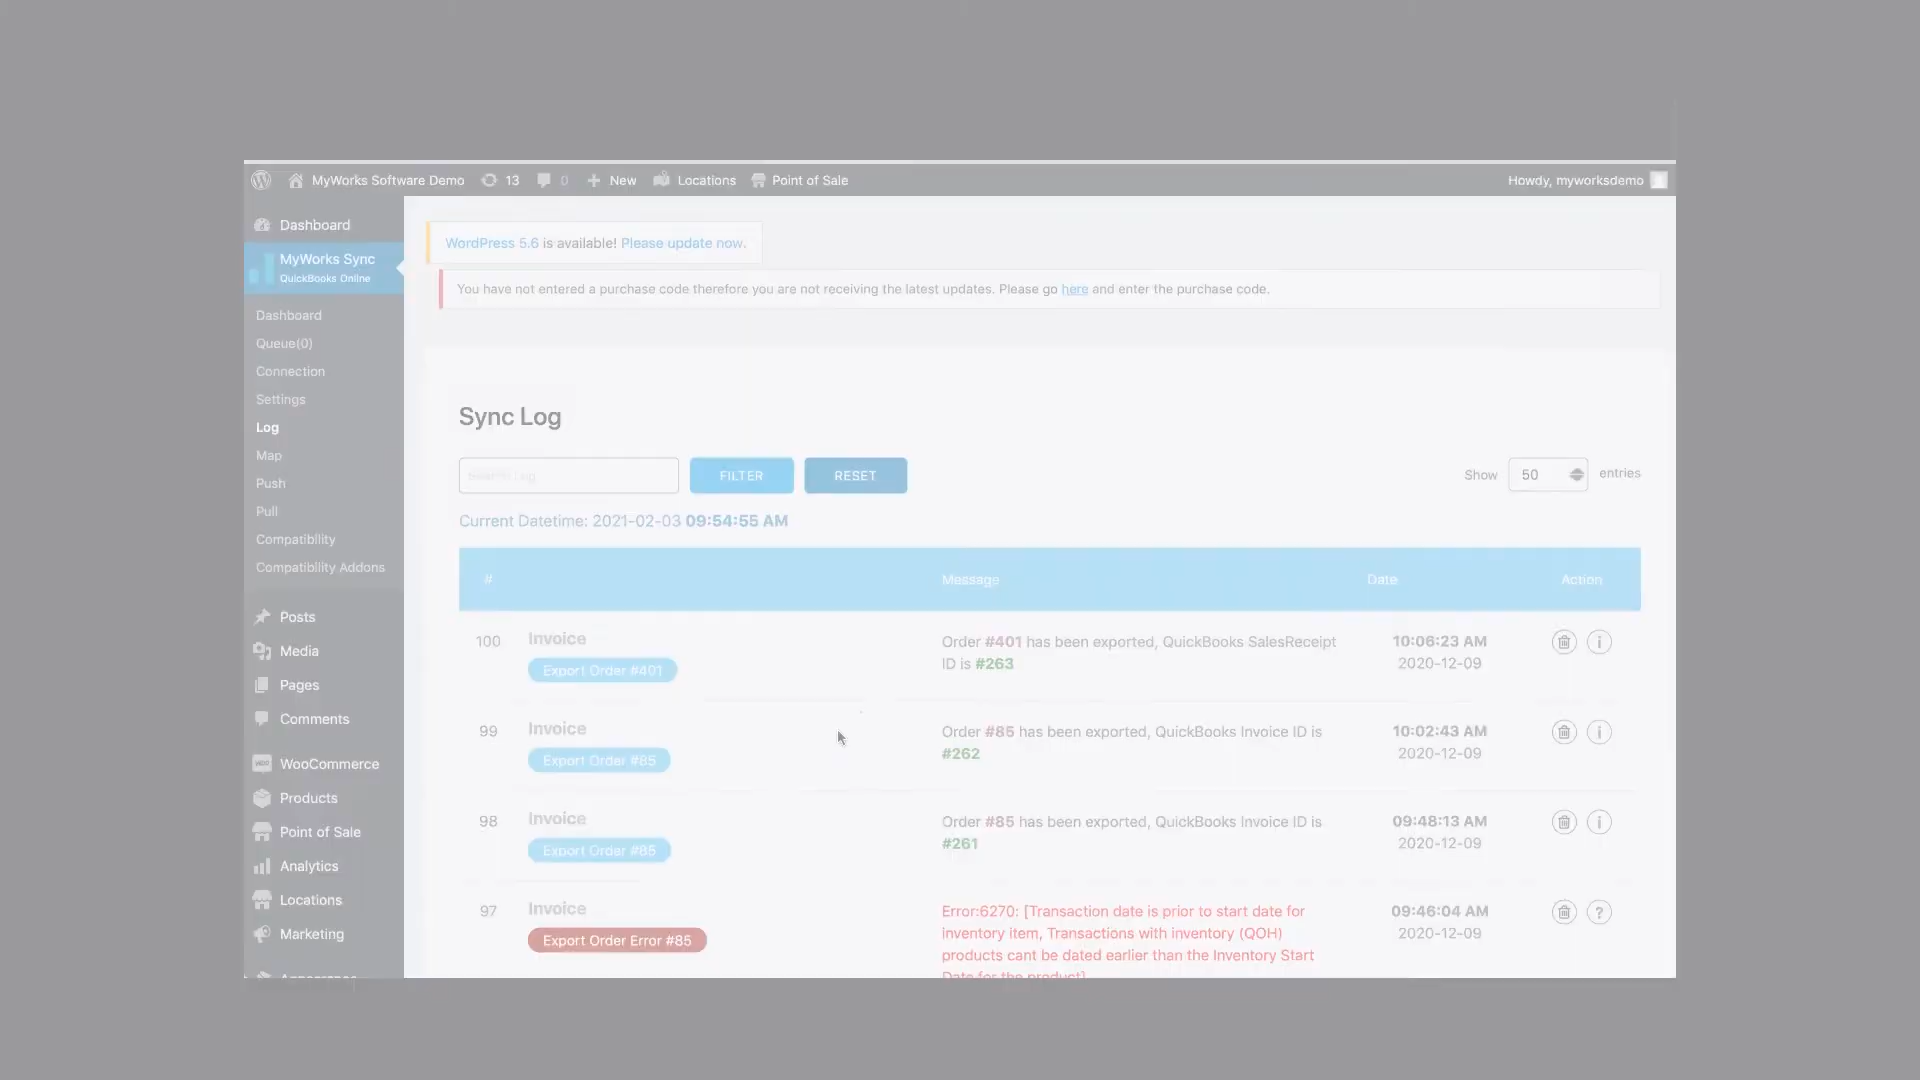 MyWorks Software Demo 13 0 New Locations Point of Sale Howdy, myworksdemo
Dashboard
MyWorks Sync
QuickBooks Online
Dashboard
Queue(0)
Connection
Settings
Log
Map
Push
Pull
Compatibility
Compatibility Addons
Posts
Media
Pages
Comments
WooCommerce
Products
Point of Sale
Analytics
Locations
Marketing
Appearance
WordPress 5.6 is available! Please update now.
You have not entered a purchase code therefore you are not receiving the latest updates. Please go here and enter the purchase code.
Sync Log
Search Log FILTER RESET Show 50 entries
Current Datetime: 2021-02-03 09:54:55 AM
# Message Date Action
100 Invoice Order #401 has been exported, QuickBooks SalesReceipt 10:06:23 AM
Export Order #401 ID is #263 2020-12-09
99 Invoice Order #85 has been exported, QuickBooks Invoice ID is 10:02:43 AM
Export Order #85 #262 2020-12-09
98 Invoice Order #85 has been exported, QuickBooks Invoice ID is 09:48:13 AM
Export Order #85 #261 2020-12-09
97 Invoice Error:6270: [Transaction date is prior to start date for 09:46:04 AM
Export Order Error #85 inventory item, Transactions with inventory (QOH) 2020-12-09
products cant be dated earlier than the Inventory Start
Date for the product]